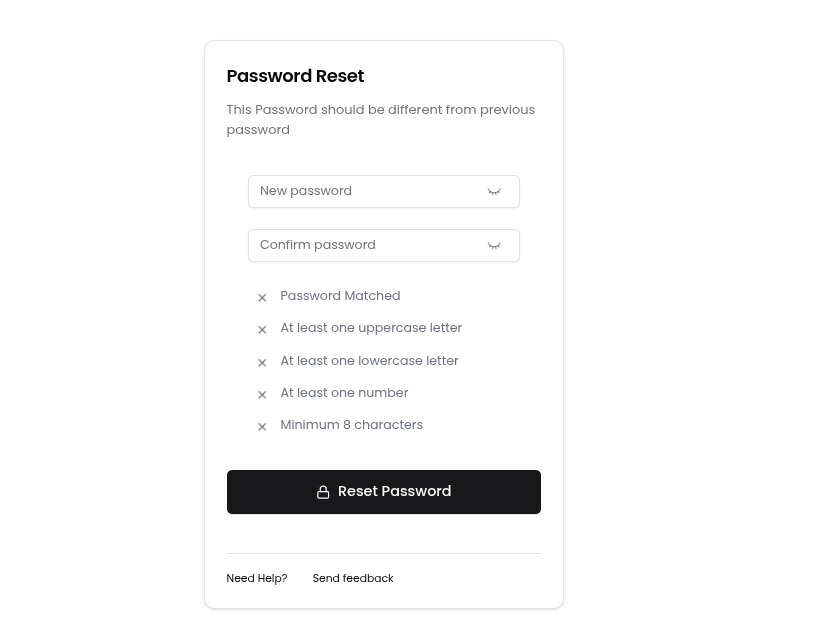 Password Reset
This Password should be different from previous
password
New password
Confirm password
Password Matched
At least one uppercase letter
At least one lowercase letter
At least one number
Minimum 8 characters
Reset Password
Need Help? Send feedback